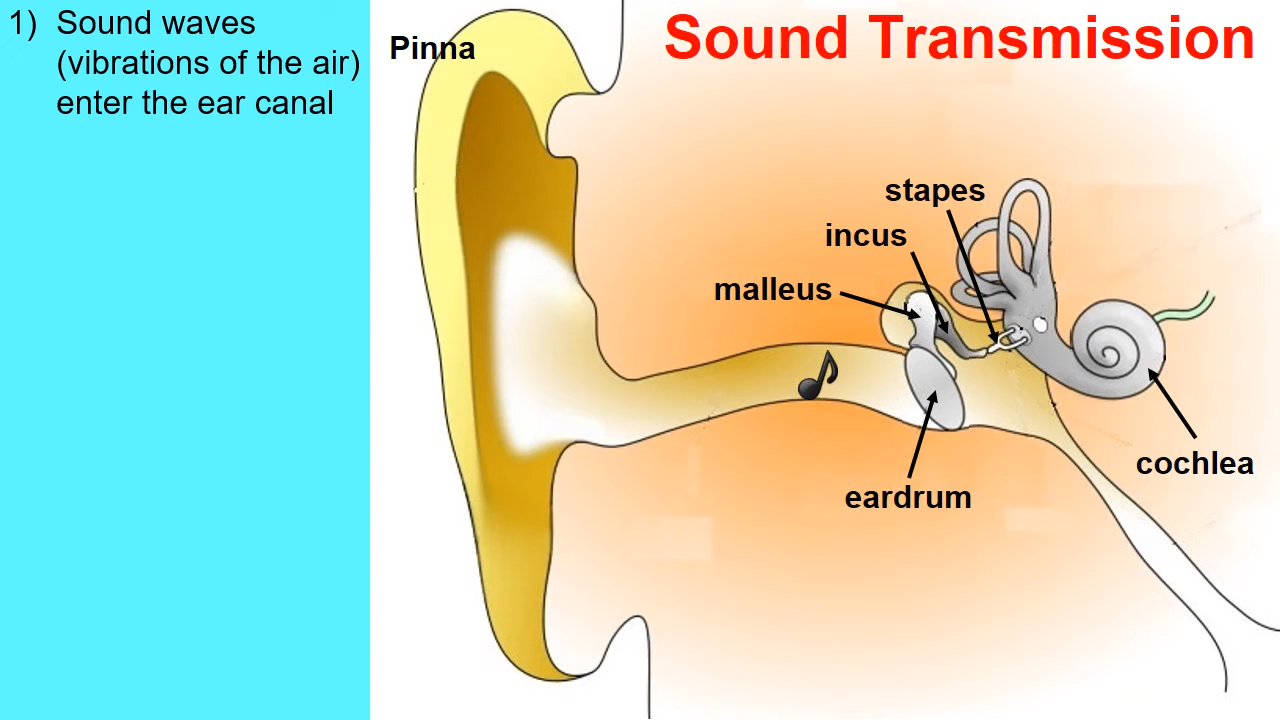 1) Sound waves
(vibrations of the air)
enter the ear canal
Pinna
Sound Transmission
stapes
incus
malleus
eardrum
cochlea